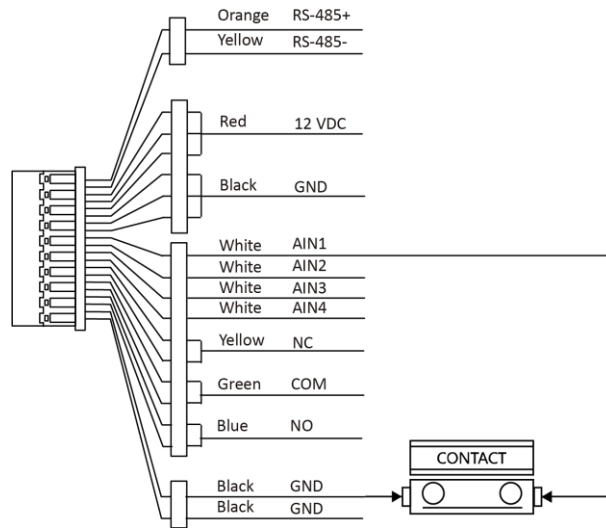 Orange RS-485+
Yellow RS-485-
Red 12 VDC
Black GND
White AIN1
White AIN2
White AIN3
White AIN4
Yellow NC
Green COM
Blue NO
CONTACT
Black GND
Black GND